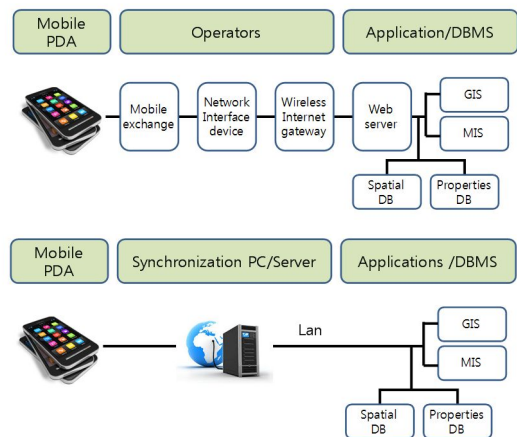 Mobile
PDA
Operators
Application/DBMS
Mobile
exchange
Network
Interface
device
Wireless
Internet
gateway
Web
server
GIS
MIS
Spatial
DB
Properties
DB
Mobile
PDA
Synchronization PC/Server
Applications /DBMS
Lan
GIS
MIS
Spatial
DB
Properties
DB